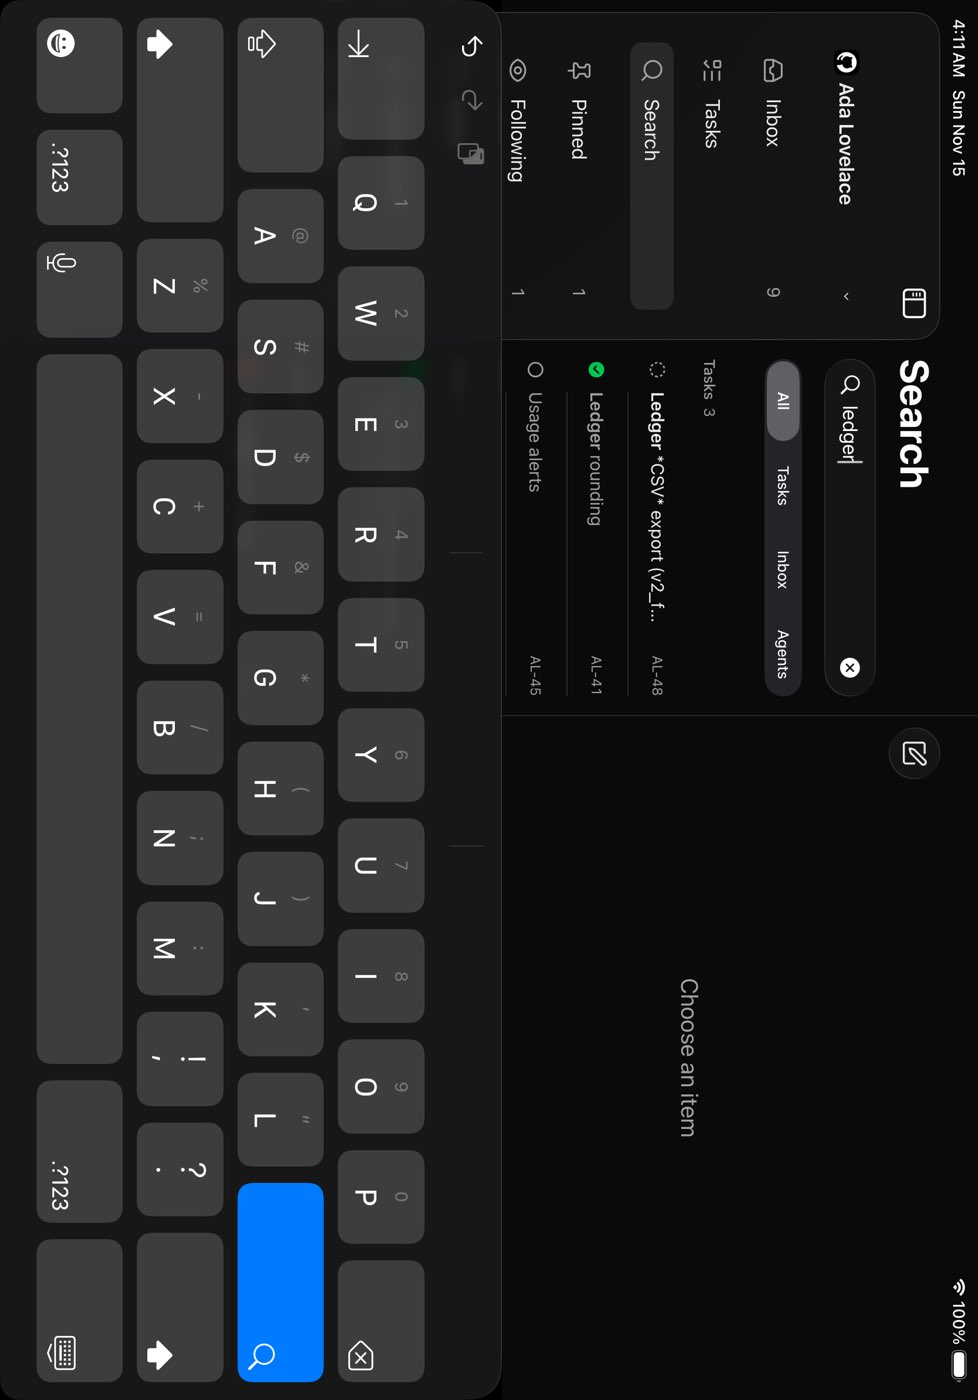 4:11 AM Sun Nov 15
100%
Search
Ada Lovelace
ledger
All Tasks Inbox Agents
Inbox 9
Tasks
Search
Pinned 1
Following 1
Tasks 3
Ledger *CSV* export (v2_f... AL-48
Ledger rounding AL-41
Usage alerts AL-45
Choose an item
1 2 3 4 5 6 7 8 9 0
Q W E R T Y U I O P
@ # $ & * ( ) ' "
A S D F G H J K L
% - + = / ; : ! ?
Z X C V B N M , .
.?123 .?123